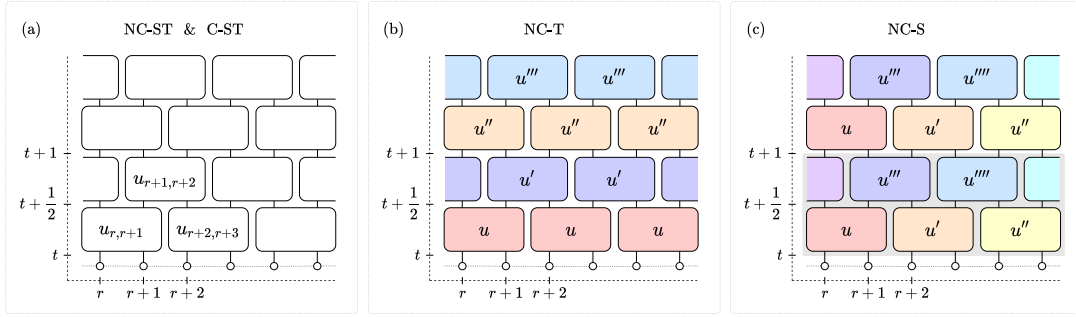 (a) NC-ST & C-ST
t + 1
u_{r+1,r+2}
t + 1/2
u_{r,r+1} u_{r+2,r+3}
t
r r + 1 r + 2
(b) NC-T
u''' u'''
u'' u'' u''
t + 1
u' u'
t + 1/2
u u u
t
r r + 1 r + 2
(c) NC-S
u''' u''''
u u' u''
t + 1
u''' u''''
t + 1/2
u u' u''
t
r r + 1 r + 2